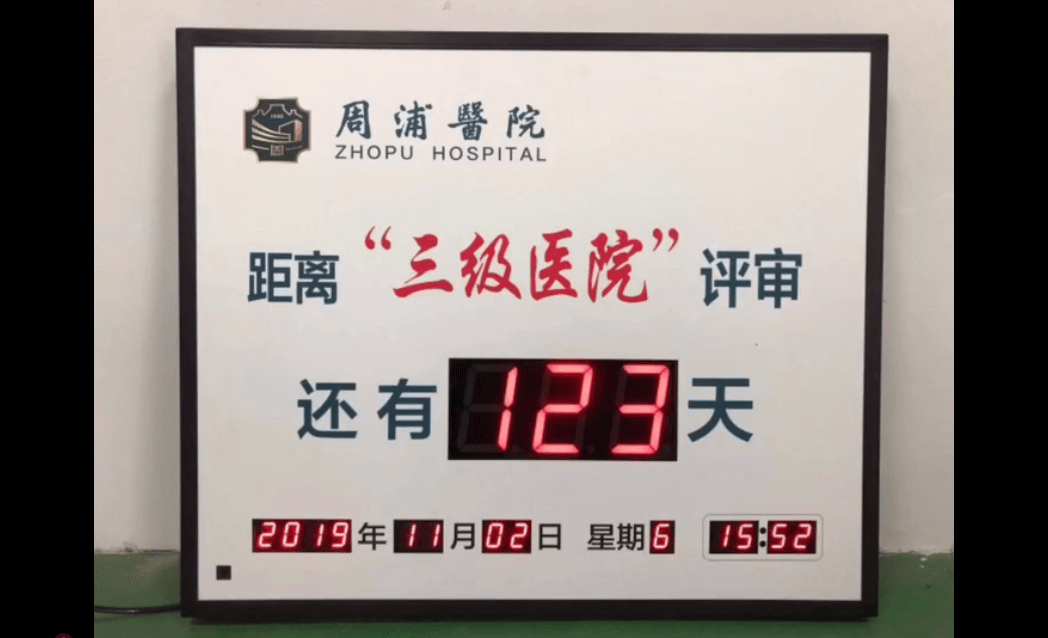 周浦醫院
ZHOPU HOSPITAL
距离“三级医院”评审
还有123天
2019年11月02日 星期6 15:52